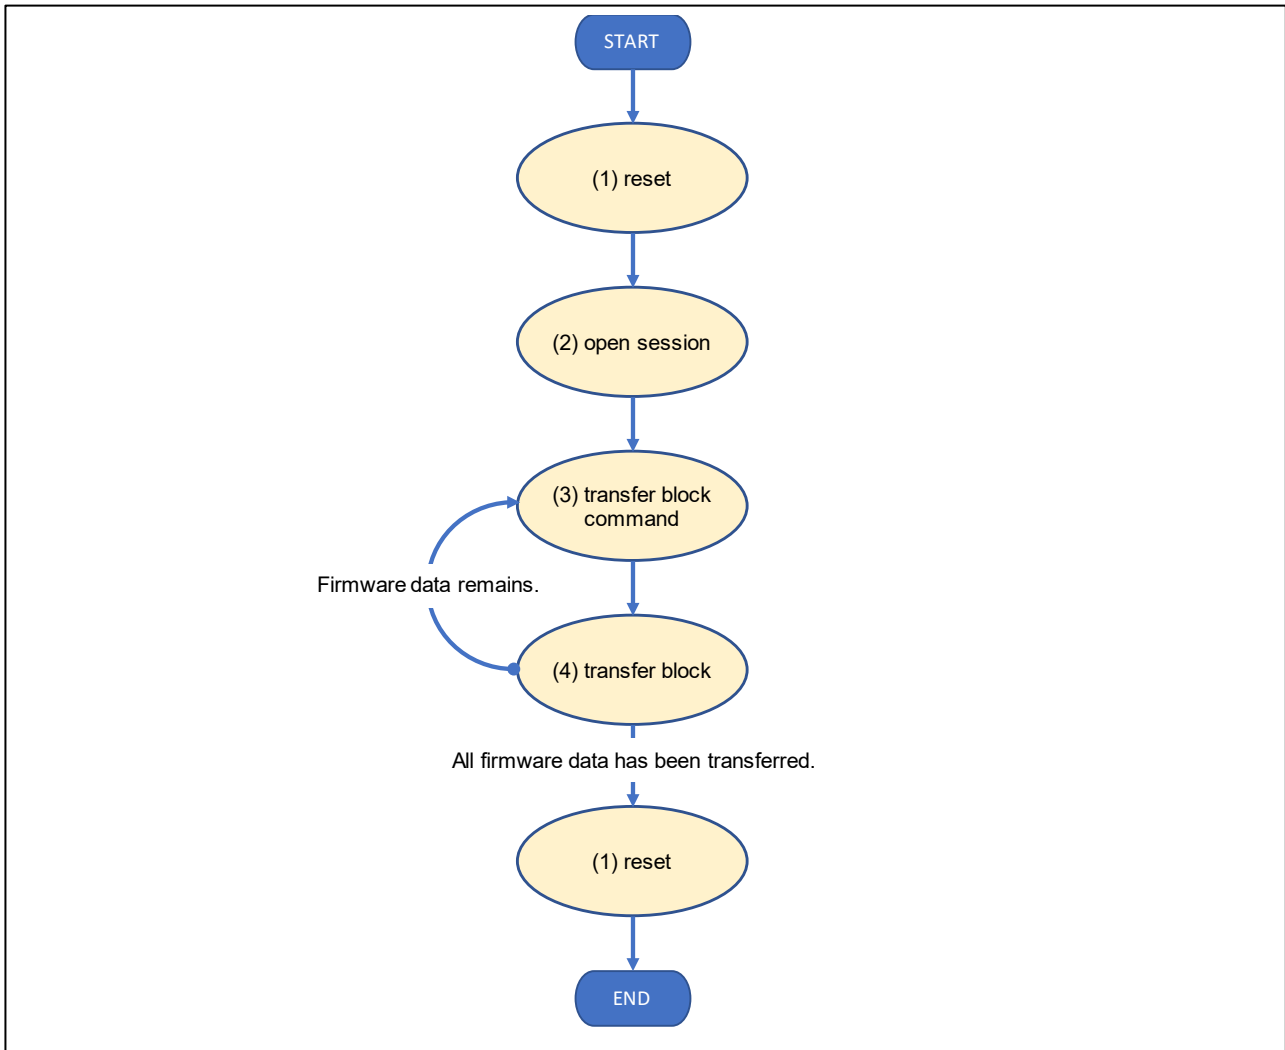 START
(1) reset
(2) open session
(3) transfer block
command
Firmware data remains.
(4) transfer block
All firmware data has been transferred.
(1) reset
END